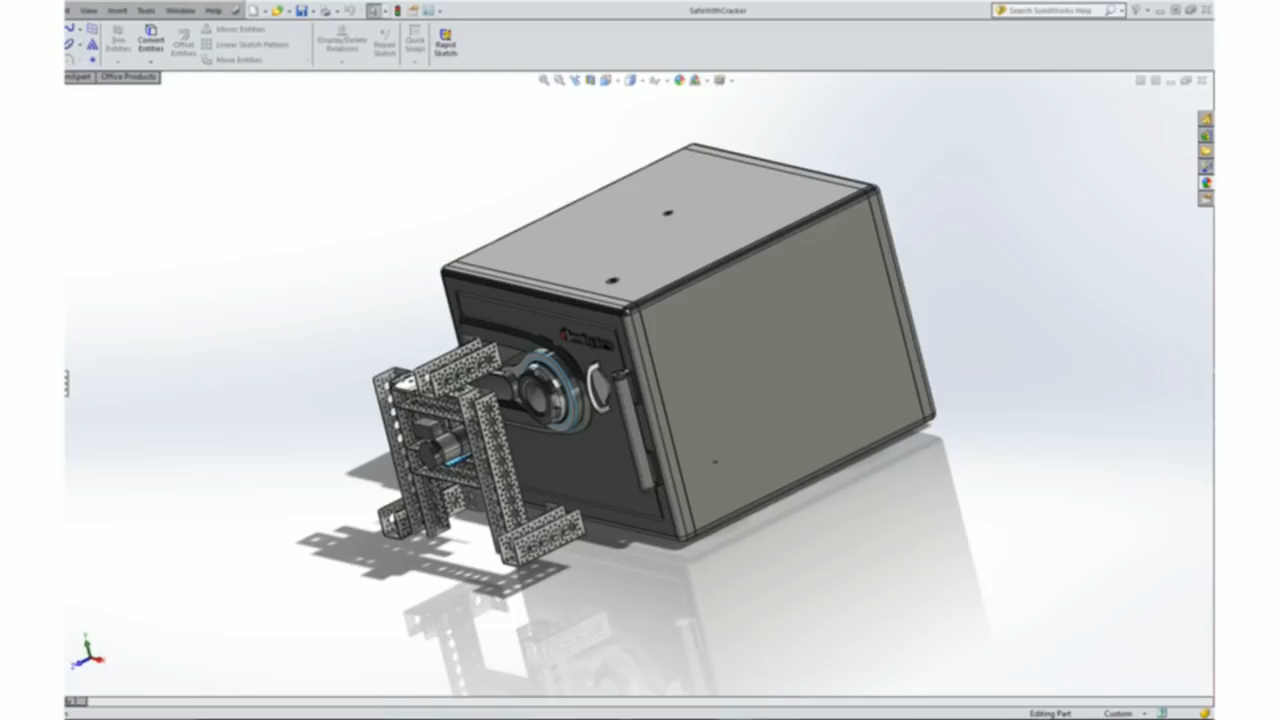 View Insert Tools Window Help
SafeWithCracker
Search SolidWorks Help
Trim Entities
Convert Entities
Offset Entities
Mirror Entities
Linear Sketch Pattern
Move Entities
Display/Delete Relations
Repair Sketch
Quick Snaps
Rapid Sketch
Office Products
Editing Part
Custom